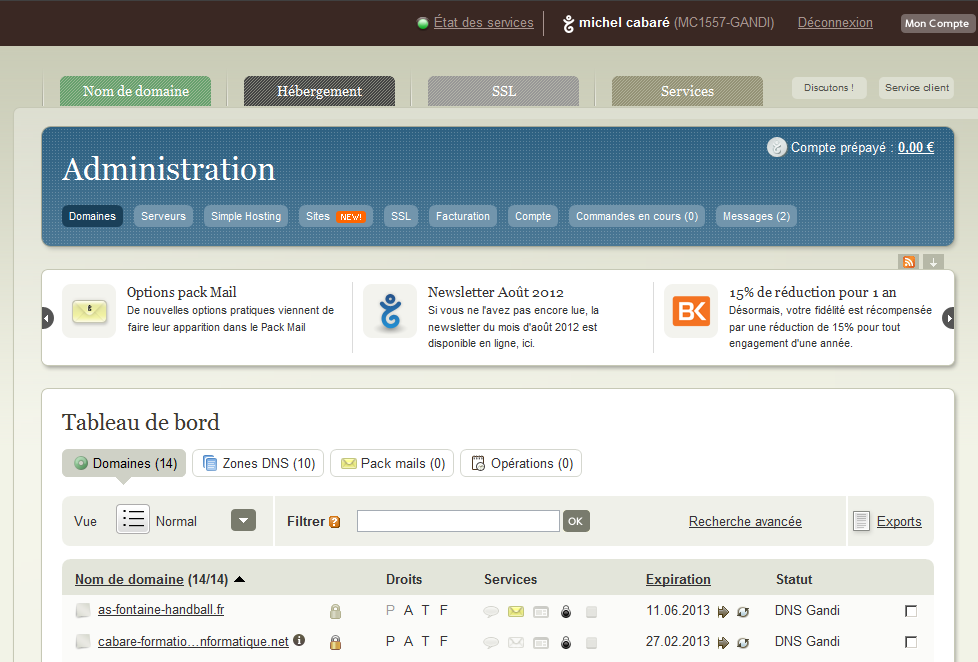 État des services michel cabaré (MC1557-GANDI) Déconnexion Mon Compte
Nom de domaine Hébergement SSL Services Discutons ! Service client
Compte prépayé : 0,00 €
Administration
Domaines Serveurs Simple Hosting Sites NEW! SSL Facturation Compte Commandes en cours (0) Messages (2)
Options pack Mail
De nouvelles options pratiques viennent de
faire leur apparition dans le Pack Mail
Newsletter Août 2012
Si vous ne l'avez pas encore lue, la
newsletter du mois d'août 2012 est
disponible en ligne, ici.
BK
15% de réduction pour 1 an
Désormais, votre fidélité est récompensée
par une réduction de 15% pour tout
engagement d'une année.
Tableau de bord
Domaines (14) Zones DNS (10) Pack mails (0) Opérations (0)
Vue Normal Filtrer ? OK Recherche avancée Exports
Nom de domaine (14/14) Droits Services Expiration Statut
as-fontaine-handball.fr P A T F 11.06.2013 DNS Gandi
cabare-formatio...nformatique.net P A T F 27.02.2013 DNS Gandi